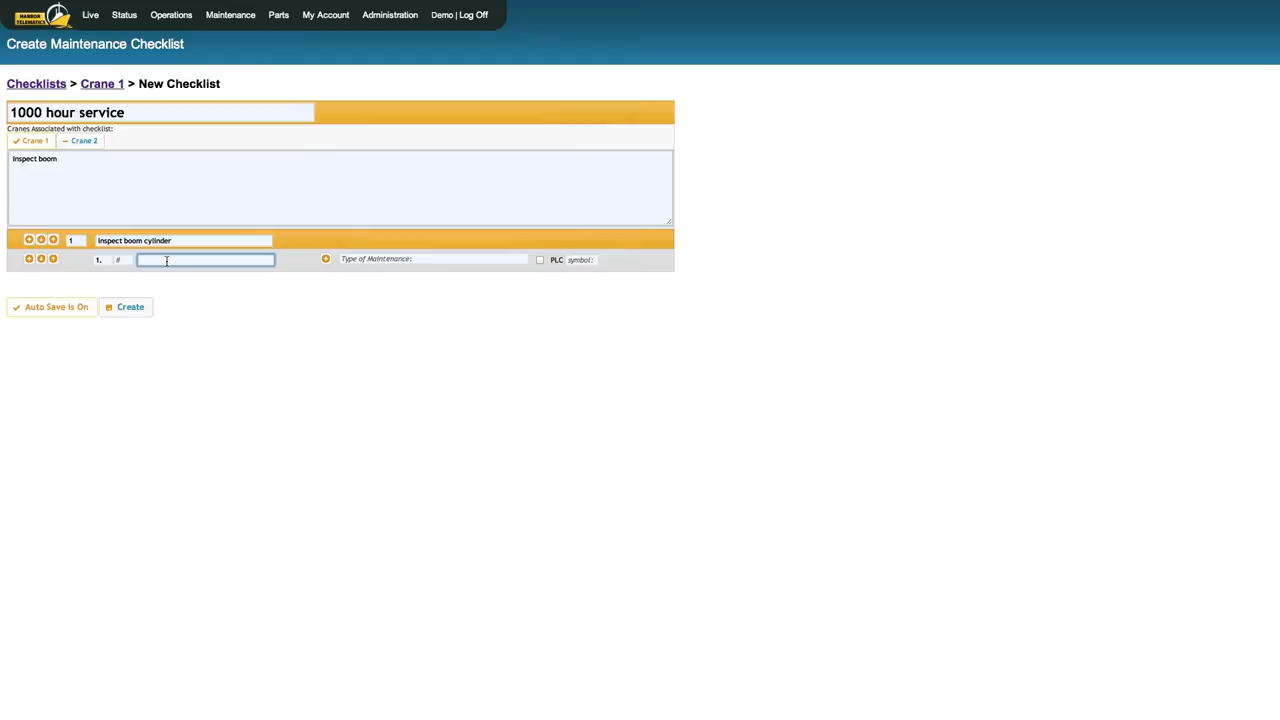 HARBOR TELEMATICS
Live Status Operations Maintenance Parts My Account Administration Demo | Log Off
Create Maintenance Checklist
Checklists > Crane 1 > New Checklist
1000 hour service
Cranes Associated with checklist:
Crane 1 Crane 2
Inspect boom
1 Inspect boom cylinder
1. # Type of Maintenance: PLC symbol:
Auto Save is On Create